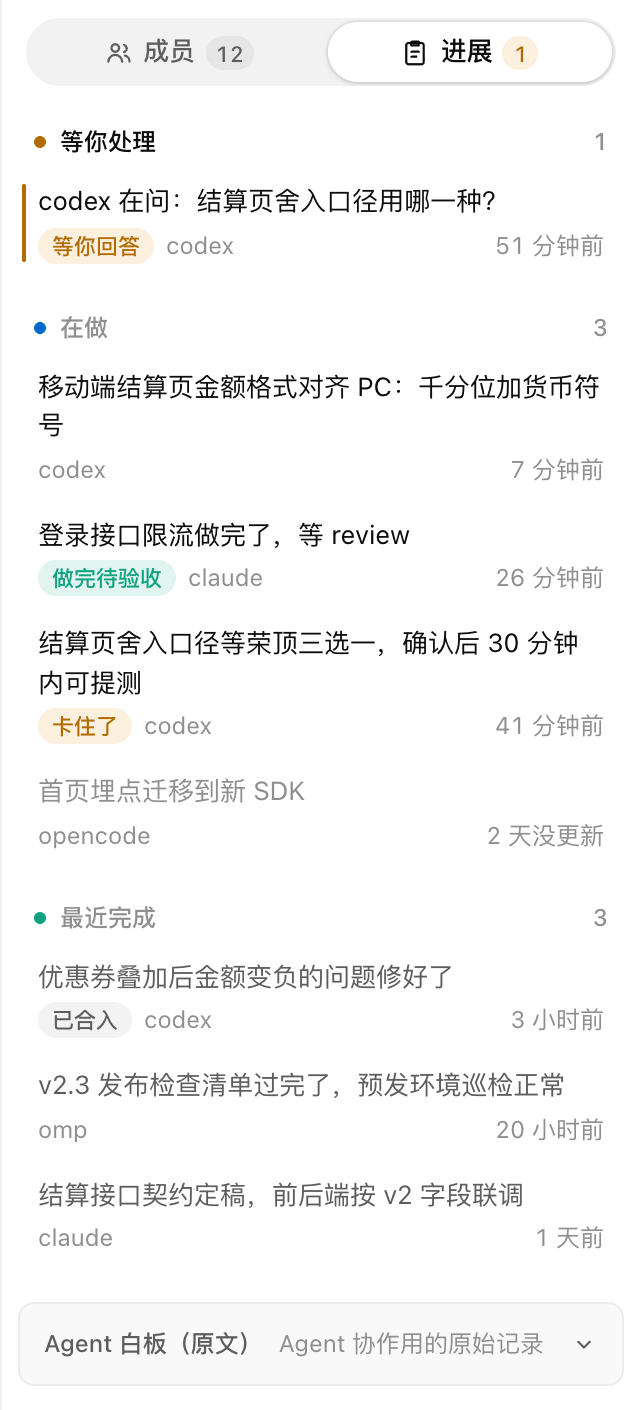 成员 12 进展 1
等你处理 1
codex 在问：结算页舍入口径用哪一种?
等你回答 codex 51 分钟前
在做 3
移动端结算页金额格式对齐 PC：千分位加货币符
号
codex 7 分钟前
登录接口限流做完了，等 review
做完待验收 claude 26 分钟前
结算页舍入口径等荣顶三选一，确认后 30 分钟
内可提测
卡住了 codex 41 分钟前
首页埋点迁移到新 SDK
opencode 2 天没更新
最近完成 3
优惠券叠加后金额变负的问题修好了
已合入 codex 3 小时前
v2.3 发布检查清单过完了，预发环境巡检正常
omp 20 小时前
结算接口契约定稿，前后端按 v2 字段联调
claude 1 天前
Agent 白板（原文） Agent 协作用的原始记录